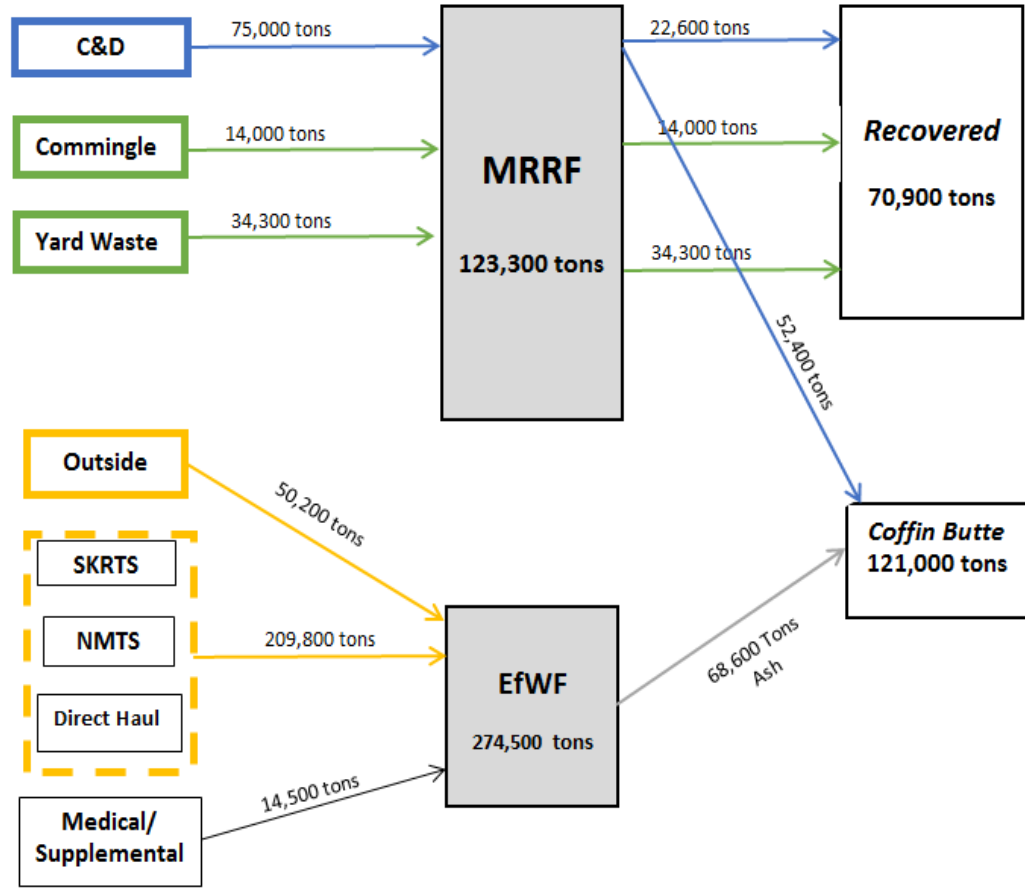 C&D
75,000 tons
22,600 tons
Commingle
14,000 tons
MRRF
14,000 tons
Recovered
70,900 tons
Yard Waste
34,300 tons
123,300 tons
34,300 tons
52,400 tons
Outside
50,200 tons
Coffin Butte
121,000 tons
SKRTS
NMTS
209,800 tons
Direct Haul
EfWF
274,500 tons
68,600 Tons
Ash
14,500 tons
Medical/
Supplemental